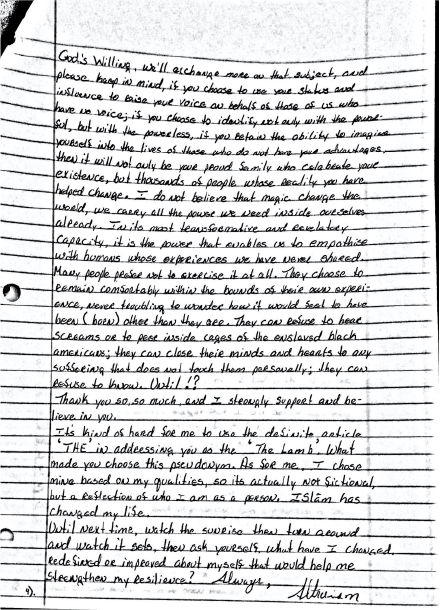 God's Willing, we'll exchange more on that subject, and
please keep in mind, if you choose to use your status and
influence to raise your voice on behalf of those of us who
have no voice; if you choose to identify not only with the power-
ful, but with the powerless, if you retain the ability to imagine
yourself into the lives of those who do not have your advantages,
then it will not only be your proud family who celebrate your
existence, but thousands of people whose reality you have
helped change. I do not believe that magic change the
world, we carry all the power we need inside ourselves
already. In its most transformative and revelatory
capacity, it is the power that enables us to empathise
with humans whose experiences we have never shared.
Many people prefer not to exercise it at all. They choose to
remain comfortably within the bounds of their own experi-
ence, never troubling to wonder how it would feel to have
been (born) other than they are. They can refuse to hear
screams or to peer inside cages of the enslaved black
americans; they can close their minds and hearts to any
suffering that does not touch them personally; they can
refuse to know. Until!?
Thank you so, so much, and I strongly support and be-
lieve in you.
It's kind of hard for me to use the definite article
'THE' in addressing you as the 'The Lamb'. What
made you choose this pseudonym. As for me, I chose
mine based on my qualities, so its actually not fictional,
but a reflection of who I am as a person. ISlām has
changed my life.
Until next time, watch the sunrise then turn around
and watch it sets, then ask yourself, what have I changed,
redefined or improved about myself that would help me
strengthen my resilience? Always,
4).